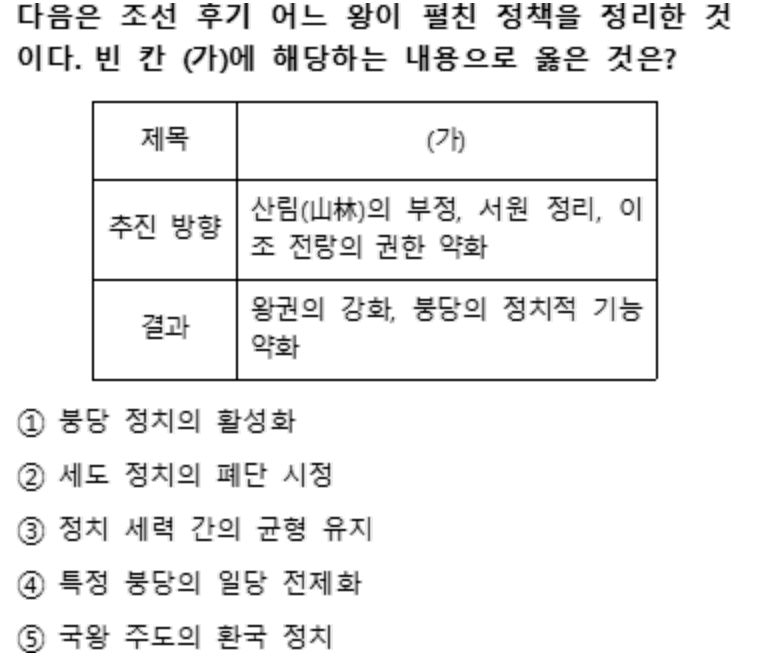 다음은 조선 후기 어느 왕이 펼친 정책을 정리한 것
이다. 빈 칸 (가)에 해당하는 내용으로 옳은 것은?
제목
(가)
추진 방향
산림(山林)의 부정, 서원 정리, 이
조 전랑의 권한 약화
결과
왕권의 강화, 붕당의 정치적 기능
약화
① 붕당 정치의 활성화
② 세도 정치의 폐단 시정
③ 정치 세력 간의 균형 유지
④ 특정 붕당의 일당 전제화
⑤ 국왕 주도의 환국 정치